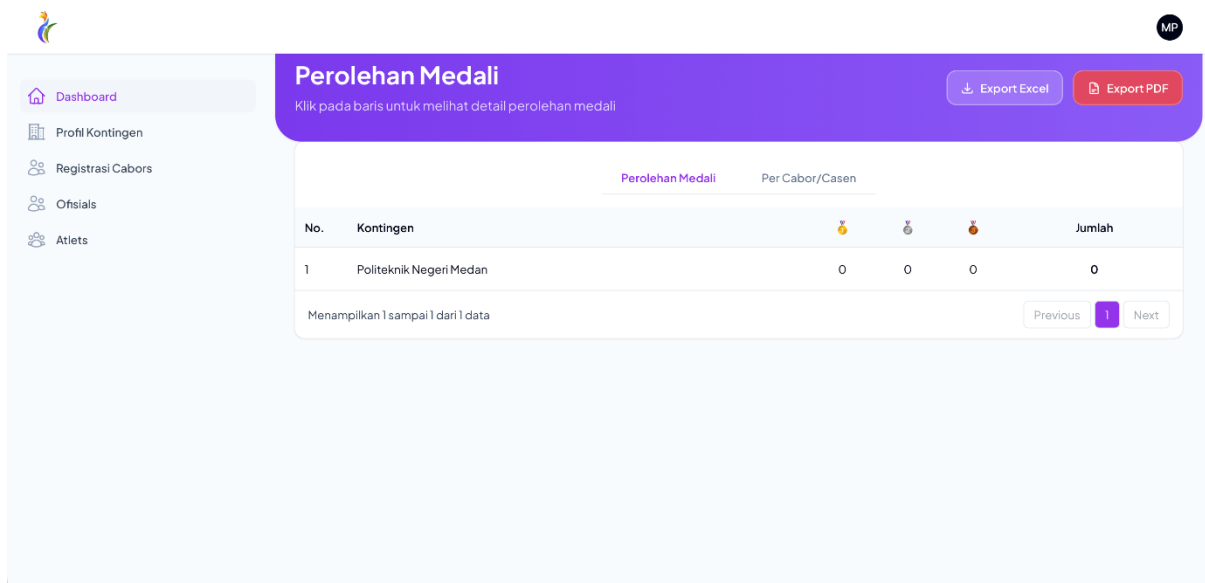 MP
Dashboard
Profil Kontingen
Registrasi Cabors
Ofisials
Atlets
Perolehan Medali
Klik pada baris untuk melihat detail perolehan medali
Export Excel
Export PDF
Perolehan Medali Per Cabor/Casen
No. Kontingen 🥇 🥈 🥉 Jumlah
1 Politeknik Negeri Medan 0 0 0 0
Menampilkan 1 sampai 1 dari 1 data
Previous 1 Next